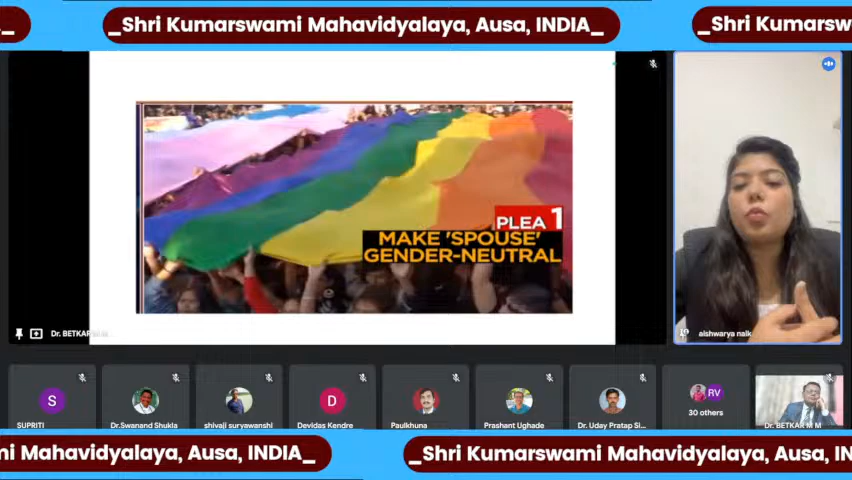 _Shri Kumarswami Mahavidyalaya, Ausa, INDIA_
_Shri Kumarsw
PLEA 1
MAKE 'SPOUSE'
GENDER-NEUTRAL
Dr. BETKAR M M
aishwarya naik
S
D
RV
30 others
SUPRITI
Dr.Swanand Shukla
shivaji suryawanshi
Devidas Kendre
Paulkhuna
Prashant Ughade
Dr. Uday Pratap Si...
Dr. BETKAR M M
mi Mahavidyalaya, Ausa, INDIA_
_Shri Kumarswami Mahavidyalaya, Ausa, IN